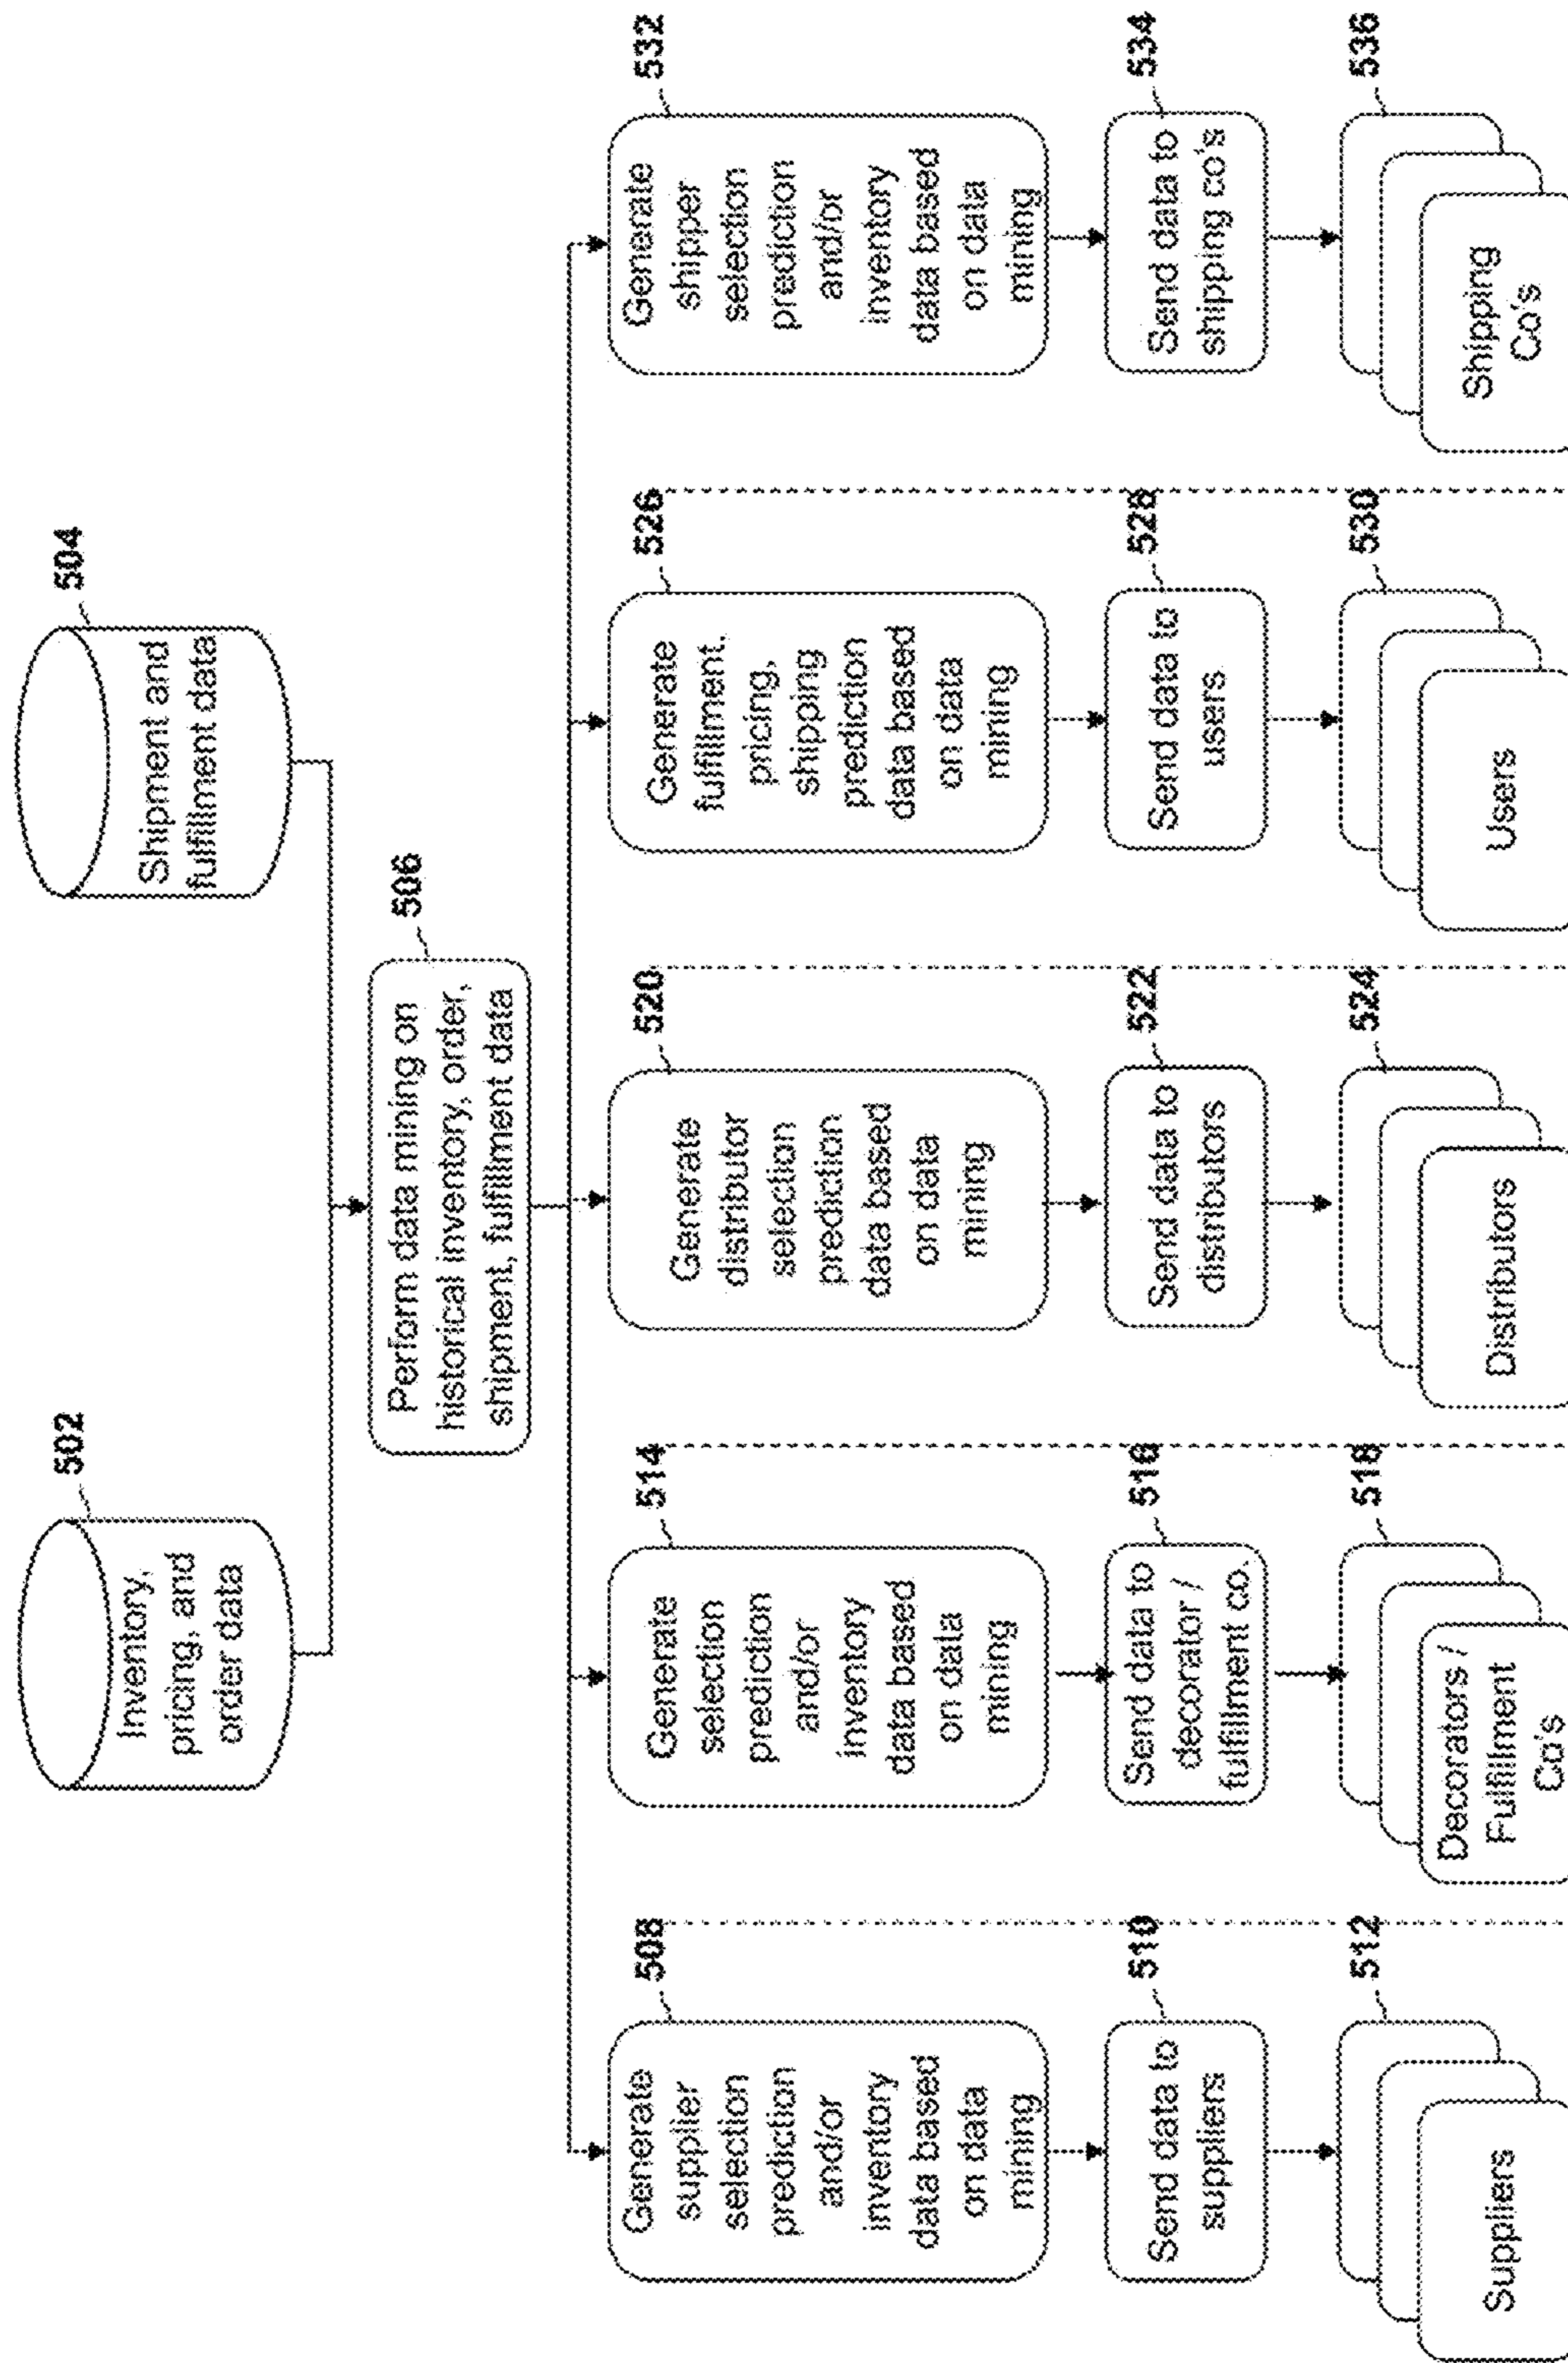 502
Inventory,
pricing, and
order data
504
Shipment and
fulfillment data
506
Perform data mining on
historical inventory, order,
shipment, fulfillment data
508
Generate
supplier
selection
prediction
and/or
inventory
data based
on data
mining
510
Send data to
suppliers
512
Suppliers
514
Generate
selection
prediction
and/or
inventory
data based
on data
mining
516
Send data to
decorator /
fulfillment co.
518
Decorators /
Fulfillment
Co's
520
Generate
distributor
selection
prediction
data based
on data
mining
522
Send data to
distributors
524
Distributors
526
Generate
fulfillment,
pricing,
shipping
prediction
data based
on data
mining
528
Send data to
users
530
Users
532
Generate
shipper
selection
prediction
and/or
inventory
data based
on data
mining
534
Send data to
shipping co's
536
Shipping
Co's